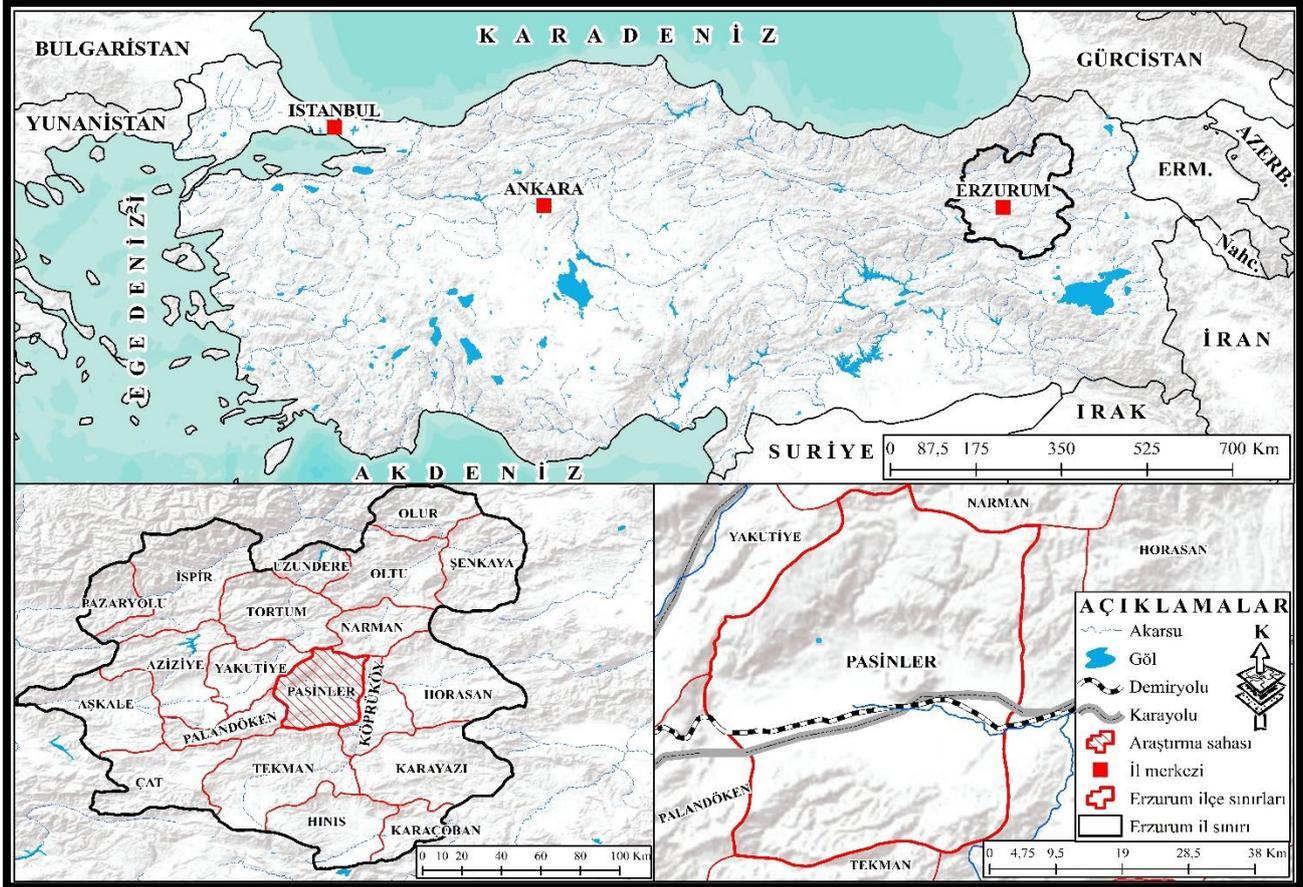 BULGARİSTAN
KARADENİZ
GÜRCİSTAN
YUNANİSTAN
ISTANBUL
ANKARA
ERZURUM
ERM.
AZERB.
Nahc.
EGE DENİZİ
İRAN
IRAK
SURİYE
AKDENİZ
0 87,5 175 350 525 700 Km
OLUR
UZUNDERE
OLTU
ŞENKAYA
İSPİR
PAZARYOLU
TORTUM
NARMAN
AZİZİYE
YAKUTİYE
PASİNLER
KÖPRÜKÖY
HORASAN
AŞKALE
PALANDÖKEN
ÇAT
TEKMAN
KARAYAZI
HINIS
KARAÇOBAN
0 10 20 40 60 80 100 Km
NARMAN
YAKUTİYE
HORASAN
PASİNLER
PALANDÖKEN
TEKMAN
AÇIKLAMALAR
K
Akarsu
Göl
Demiryolu
Karayolu
Araştırma sahası
İl merkezi
Erzurum ilçe sınırları
Erzurum il sınırı
0 4,75 9,5 19 28,5 38 Km